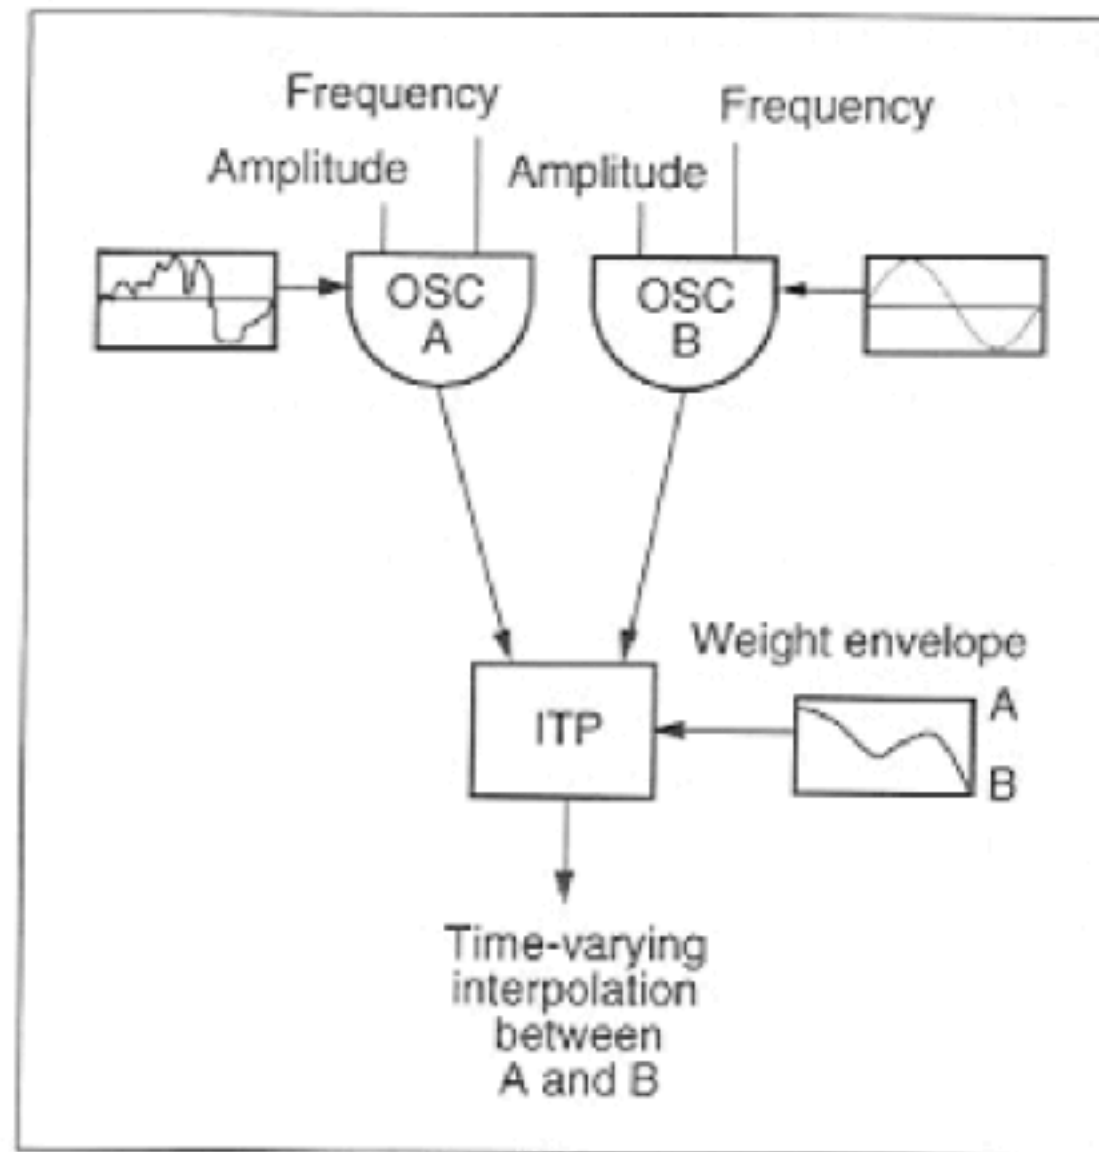 Frequency
Frequency
Amplitude
Amplitude
OSC
A
OSC
B
Weight envelope
A
ITP
B
Time-varying
interpolation
between
A and B